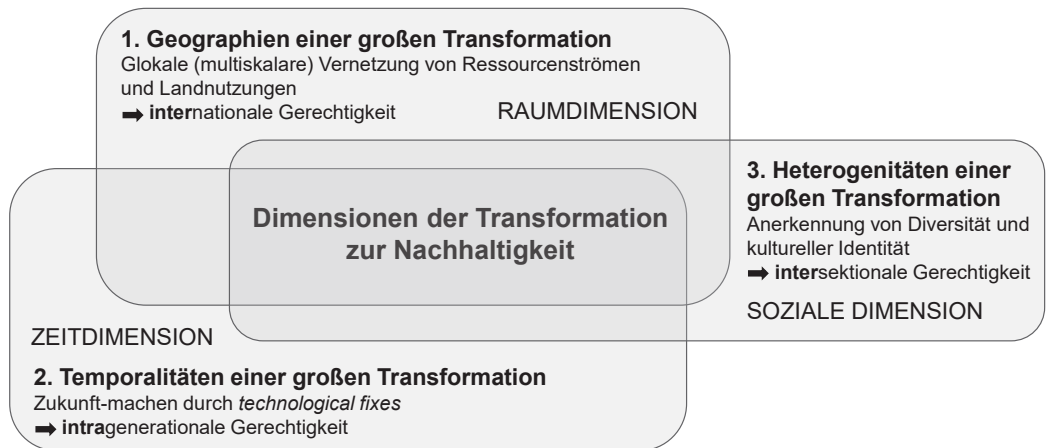 1. Geographien einer großen Transformation
Glokale (multiskalare) Vernetzung von Ressourcenströmen
und Landnutzungen
➡ internationale Gerechtigkeit
RAUMDIMENSION
3. Heterogenitäten einer
großen Transformation
Anerkennung von Diversität und
kultureller Identität
➡ intersektionale Gerechtigkeit
SOZIALE DIMENSION
Dimensionen der Transformation
zur Nachhaltigkeit
ZEITDIMENSION
2. Temporalitäten einer großen Transformation
Zukunft-machen durch technological fixes
➡ intragenerationale Gerechtigkeit